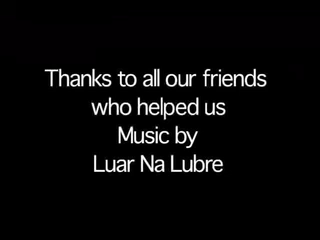 Thanks to all our friends
who helped us
Music by
Luar Na Lubre